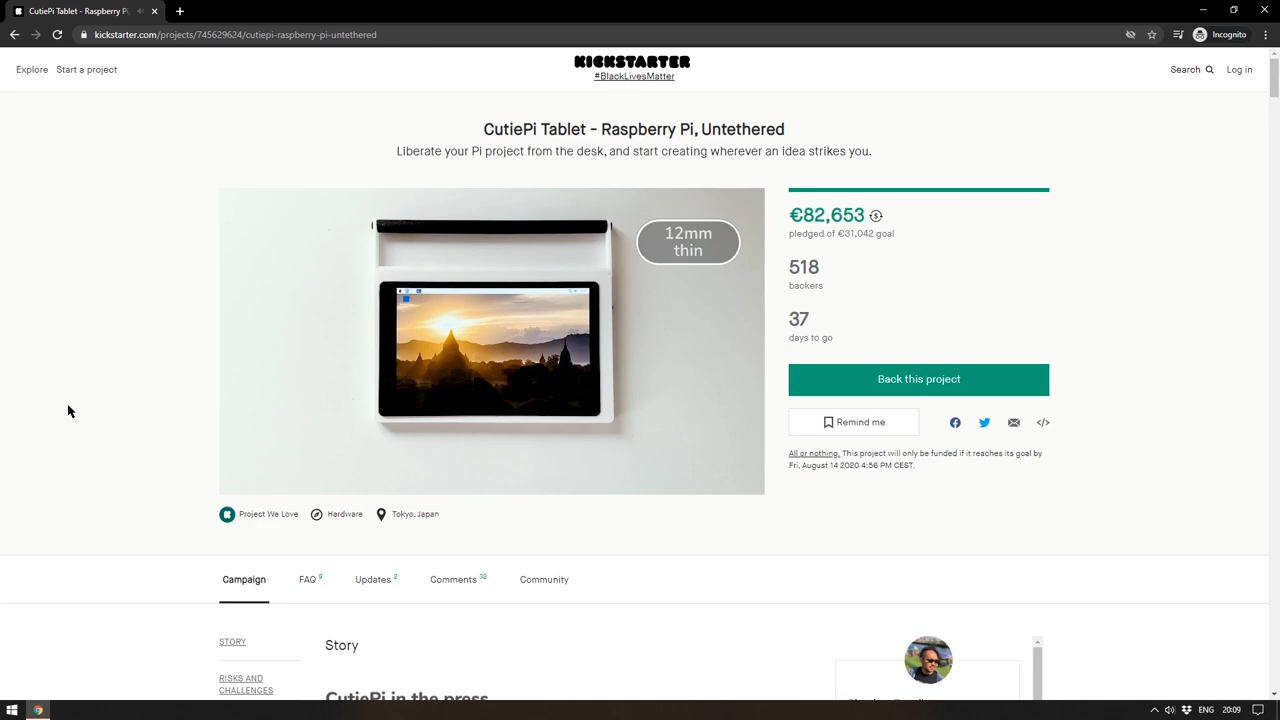 CutiePi Tablet - Raspberry Pi
kickstarter.com/projects/745629624/cutiepi-raspberry-pi-untethered
Incognito
Explore
Start a project
KICKSTARTER
#BlackLivesMatter
Search
Log in
CutiePi Tablet - Raspberry Pi, Untethered
Liberate your Pi project from the desk, and start creating wherever an idea strikes you.
12mm
thin
€82,653
pledged of €31,042 goal
518
backers
37
days to go
Back this project
Remind me
All or nothing. This project will only be funded if it reaches its goal by
Fri, August 14 2020 4:56 PM CEST.
Project We Love
Hardware
Tokyo, Japan
Campaign
FAQ 9
Updates 2
Comments 32
Community
STORY
RISKS AND
CHALLENGES
Story
CutiePi in the press
ENG
20:09